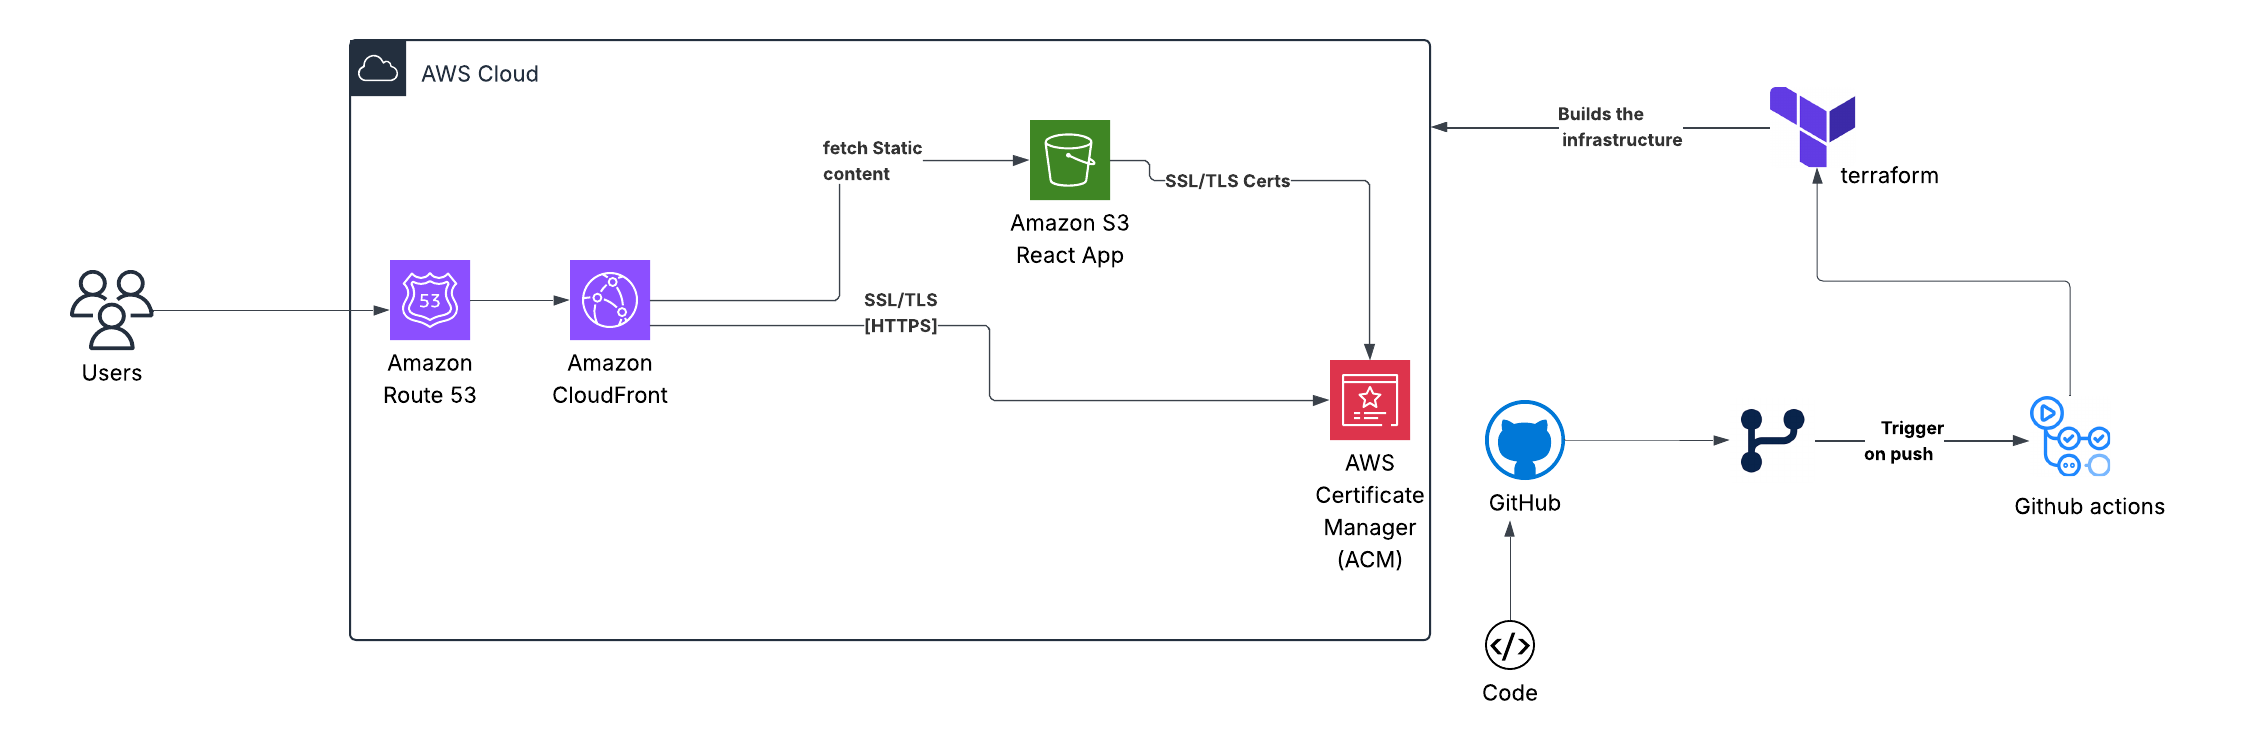 AWS Cloud
Users
53
Amazon
Route 53
Amazon
CloudFront
fetch Static
content
Amazon S3
React App
SSL/TLS Certs
SSL/TLS
[HTTPS]
AWS
Certificate
Manager
(ACM)
Builds the
infrastructure
terraform
GitHub
Trigger
on push
Github actions
</>
Code